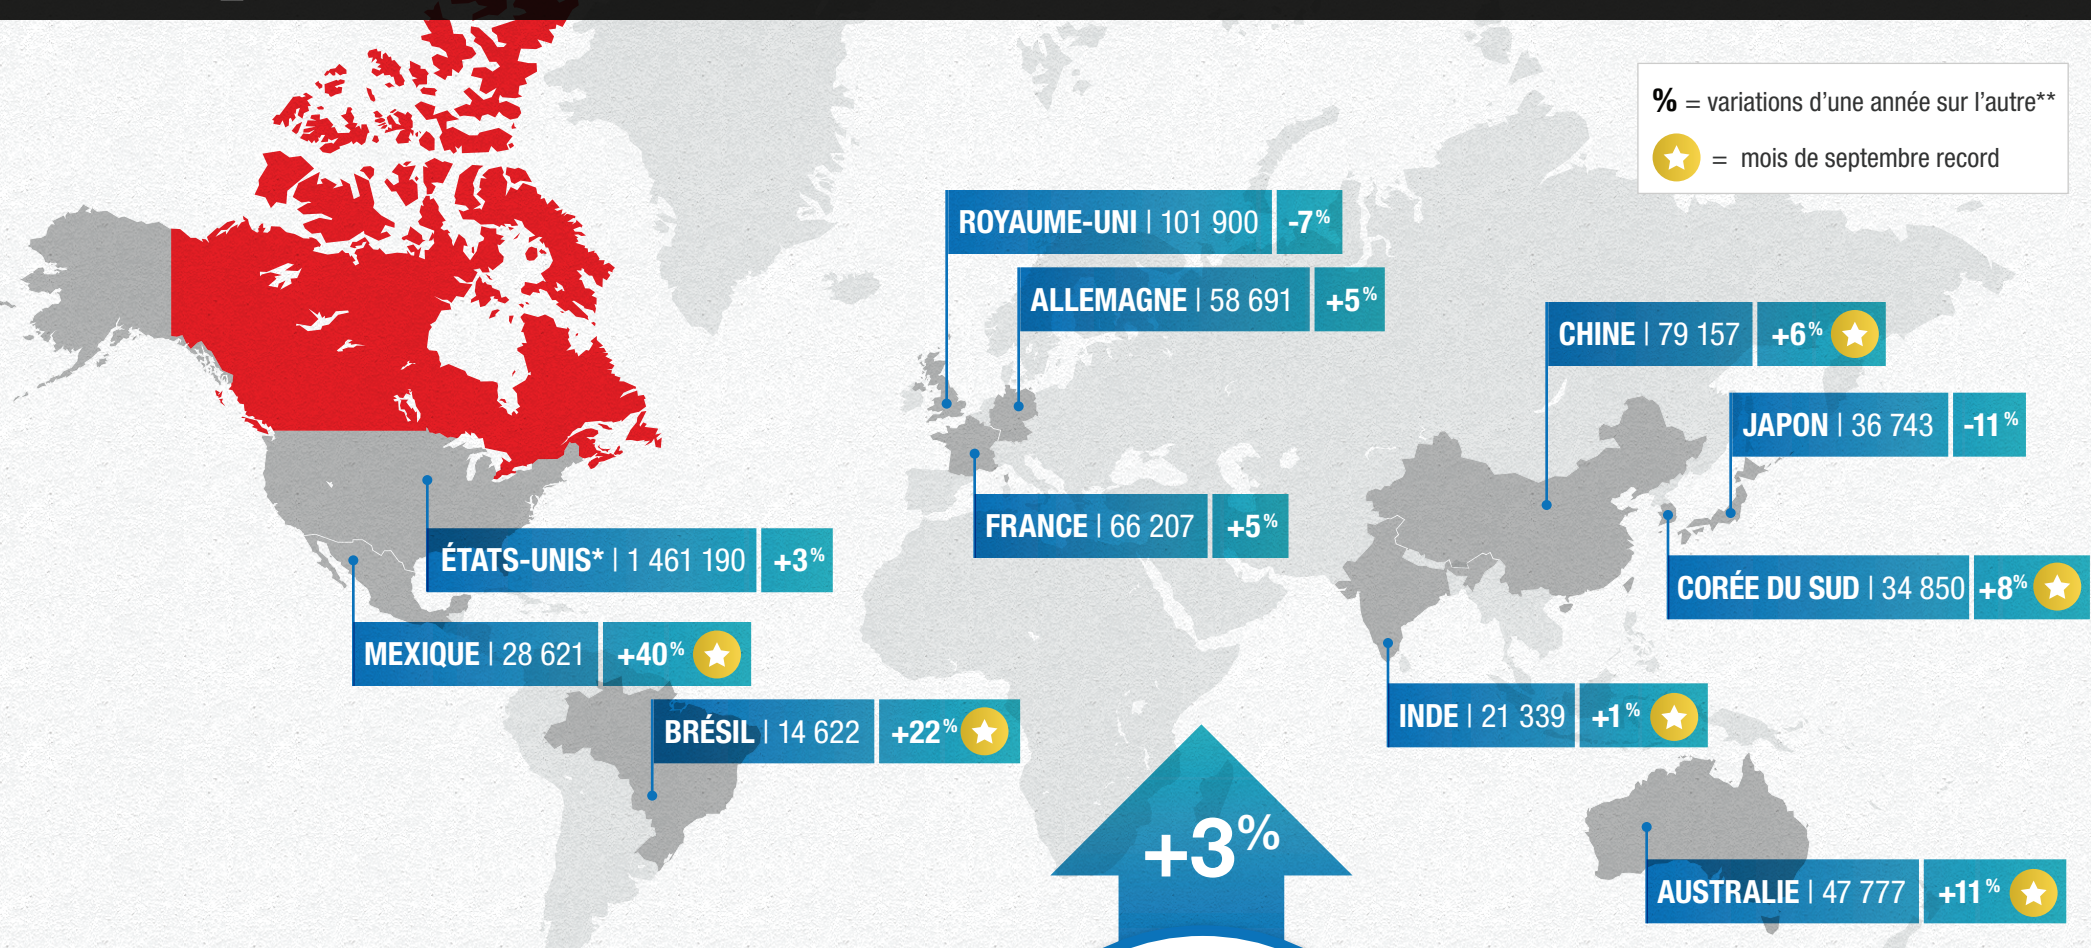 % = variations d’une année sur l’autre**
= mois de septembre record
ROYAUME-UNI | 101 900 -7%
ALLEMAGNE | 58 691 +5%
CHINE | 79 157 +6%
JAPON | 36 743 -11%
FRANCE | 66 207 +5%
ÉTATS-UNIS* | 1 461 190 +3%
CORÉE DU SUD | 34 850 +8%
MEXIQUE | 28 621 +40%
INDE | 21 339 +1%
BRÉSIL | 14 622 +22%
+3%
AUSTRALIE | 47 777 +11%